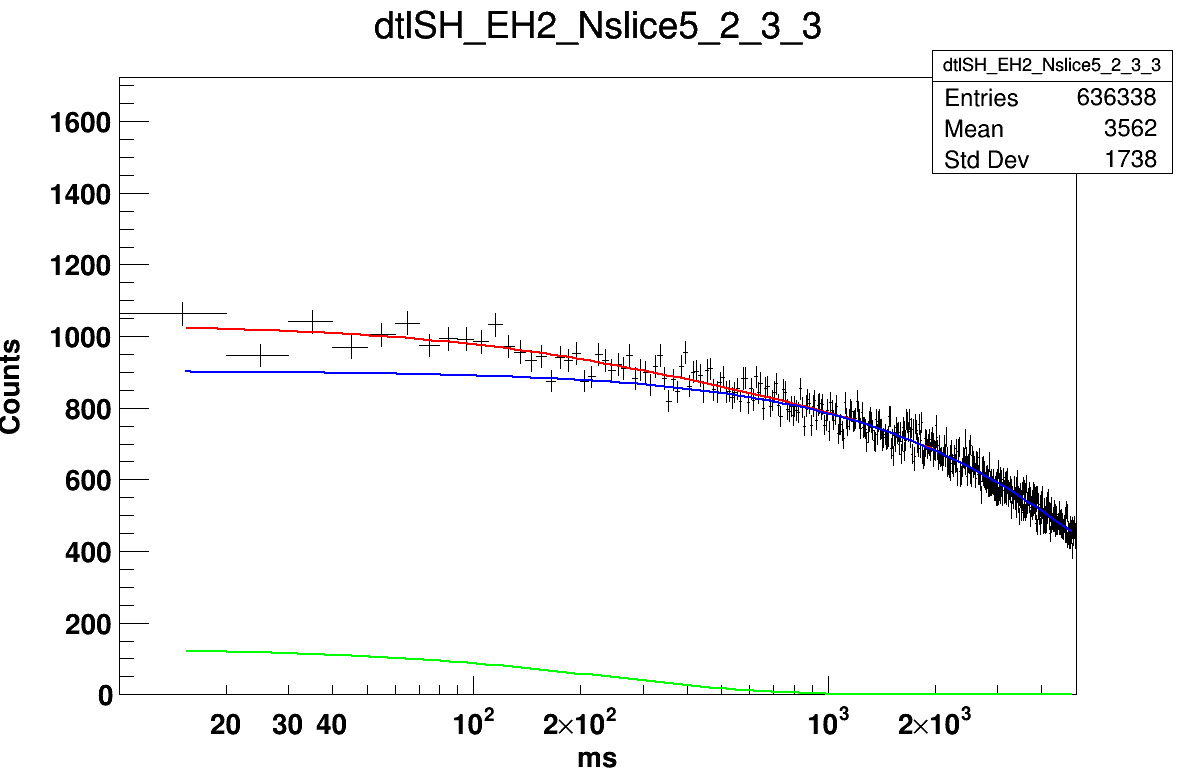 dtlSH_EH2_Nslice5_2_3_3
dtlSH_EH2_Nslice5_2_3_3
Entries 636338
Mean 3562
Std Dev 1738
Counts
1600
1400
1200
1000
800
600
400
200
0
20 30 40 10² 2×10² 10³ 2×10³
ms